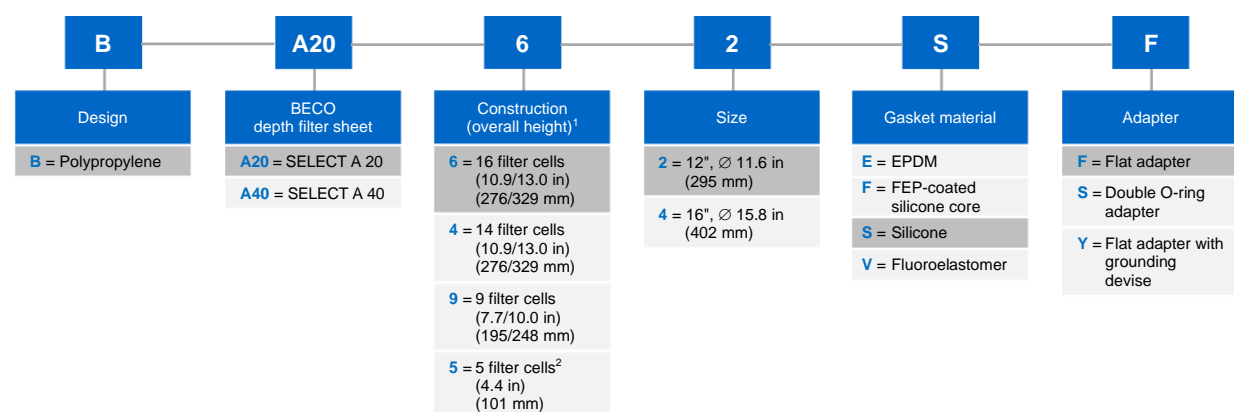 B
A20
6
2
S
F
Design
BECO
depth filter sheet
Construction
(overall height)1
Size
Gasket material
Adapter
B = Polypropylene
A20 = SELECT A 20
A40 = SELECT A 40
6 = 16 filter cells
(10.9/13.0 in)
(276/329 mm)
4 = 14 filter cells
(10.9/13.0 in)
(276/329 mm)
9 = 9 filter cells
(7.7/10.0 in)
(195/248 mm)
5 = 5 filter cells2
(4.4 in)
(101 mm)
2 = 12", ∅ 11.6 in
(295 mm)
4 = 16", ∅ 15.8 in
(402 mm)
E = EPDM
F = FEP-coated
silicone core
S = Silicone
V = Fluoroelastomer
F = Flat adapter
S = Double O-ring
adapter
Y = Flat adapter with
grounding
devise